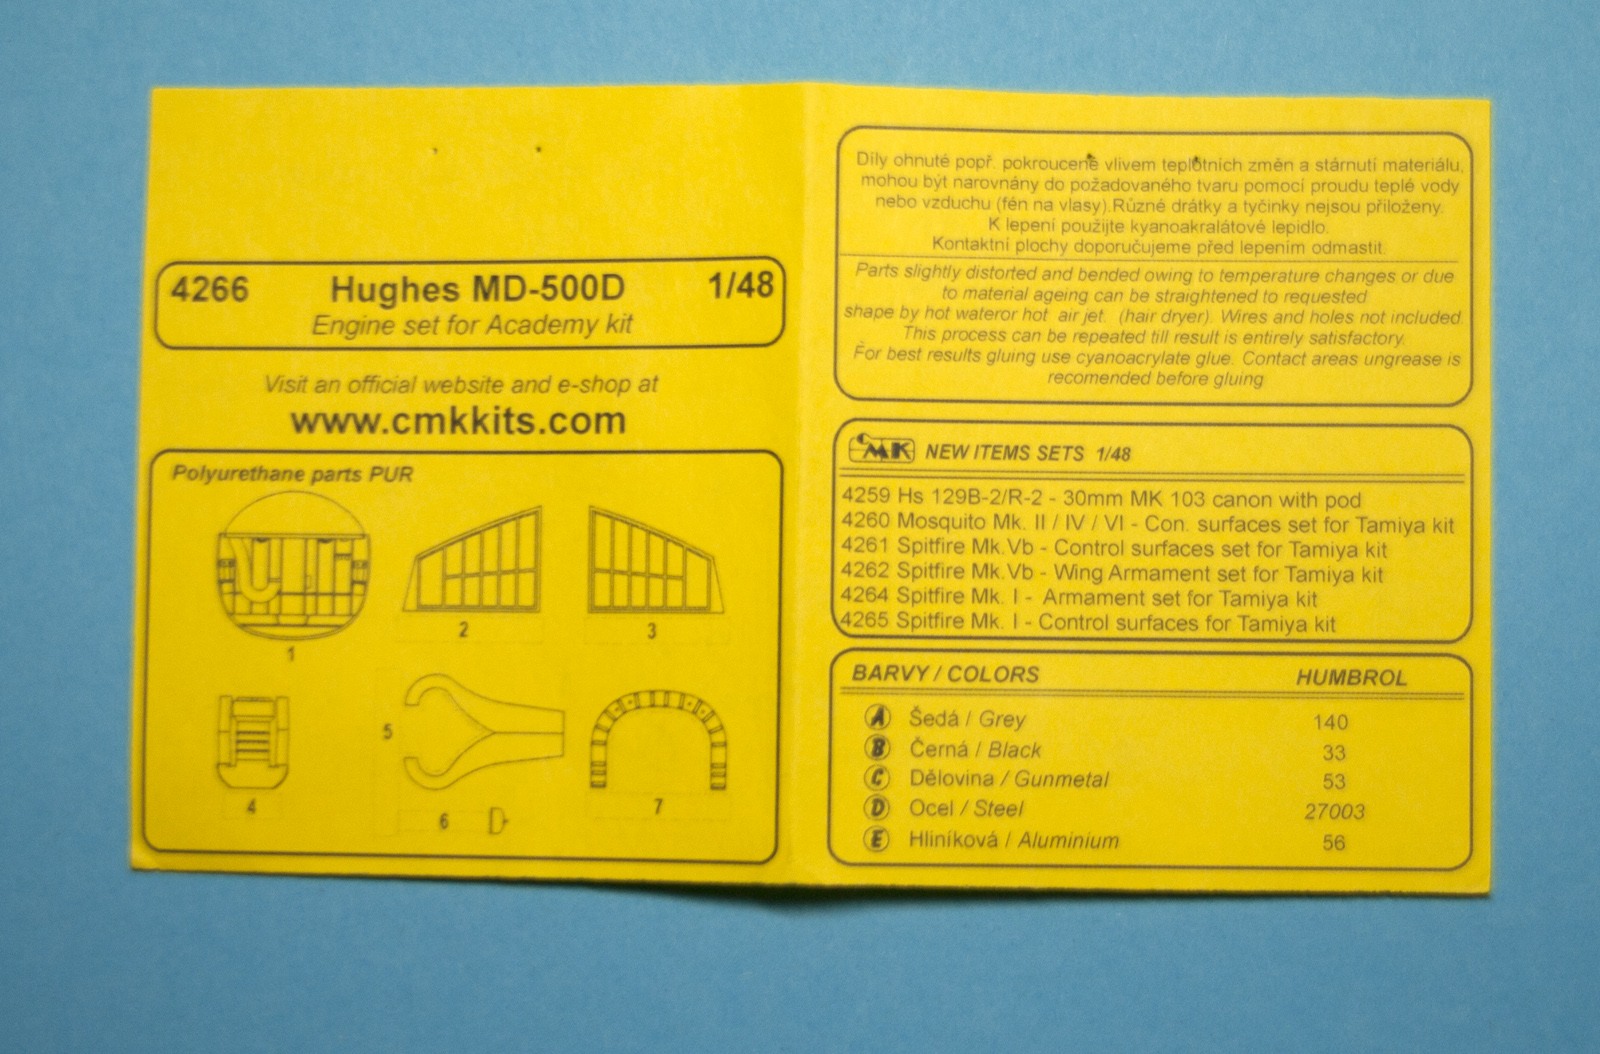 4266 Hughes MD-500D 1/48
Engine set for Academy kit
Visit an official website and e-shop at
www.cmkkits.com
Polyurethane parts PUR
1
2
3
4
5
6
7
Díly ohnuté popř. pokroucené vlivem teplotních změn a stárnutí materiálu,
mohou být narovnány do požadovaného tvaru pomocí proudu teplé vody
nebo vzduchu (fén na vlasy).Různé drátky a tyčinky nejsou přiloženy.
K lepení použijte kyanoakralátové lepidlo.
Kontaktní plochy doporučujeme před lepením odmastit.
Parts slightly distorted and bended owing to temperature changes or due
to material ageing can be straightened to requested
shape by hot wateror hot air jet. (hair dryer). Wires and holes not included.
This process can be repeated till result is entirely satisfactory.
For best results gluing use cyanoacrylate glue. Contact areas ungrease is
recomended before gluing
CMK NEW ITEMS SETS 1/48
4259 Hs 129B-2/R-2 - 30mm MK 103 canon with pod
4260 Mosquito Mk. II / IV / VI - Con. surfaces set for Tamiya kit
4261 Spitfire Mk.Vb - Control surfaces set for Tamiya kit
4262 Spitfire Mk.Vb - Wing Armament set for Tamiya kit
4264 Spitfire Mk. I - Armament set for Tamiya kit
4265 Spitfire Mk. I - Control surfaces for Tamiya kit
BARVY / COLORS HUMBROL
A Šedá / Grey 140
B Černá / Black 33
C Dělovina / Gunmetal 53
D Ocel / Steel 27003
E Hliníková / Aluminium 56